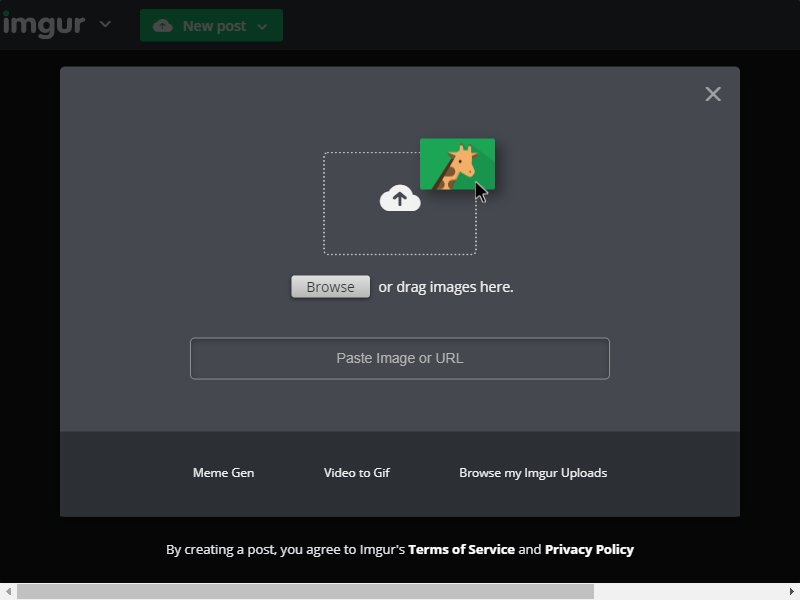 imgur
New post
Browse or drag images here.
Paste Image or URL
Meme Gen
Video to Gif
Browse my Imgur Uploads
By creating a post, you agree to Imgur's Terms of Service and Privacy Policy